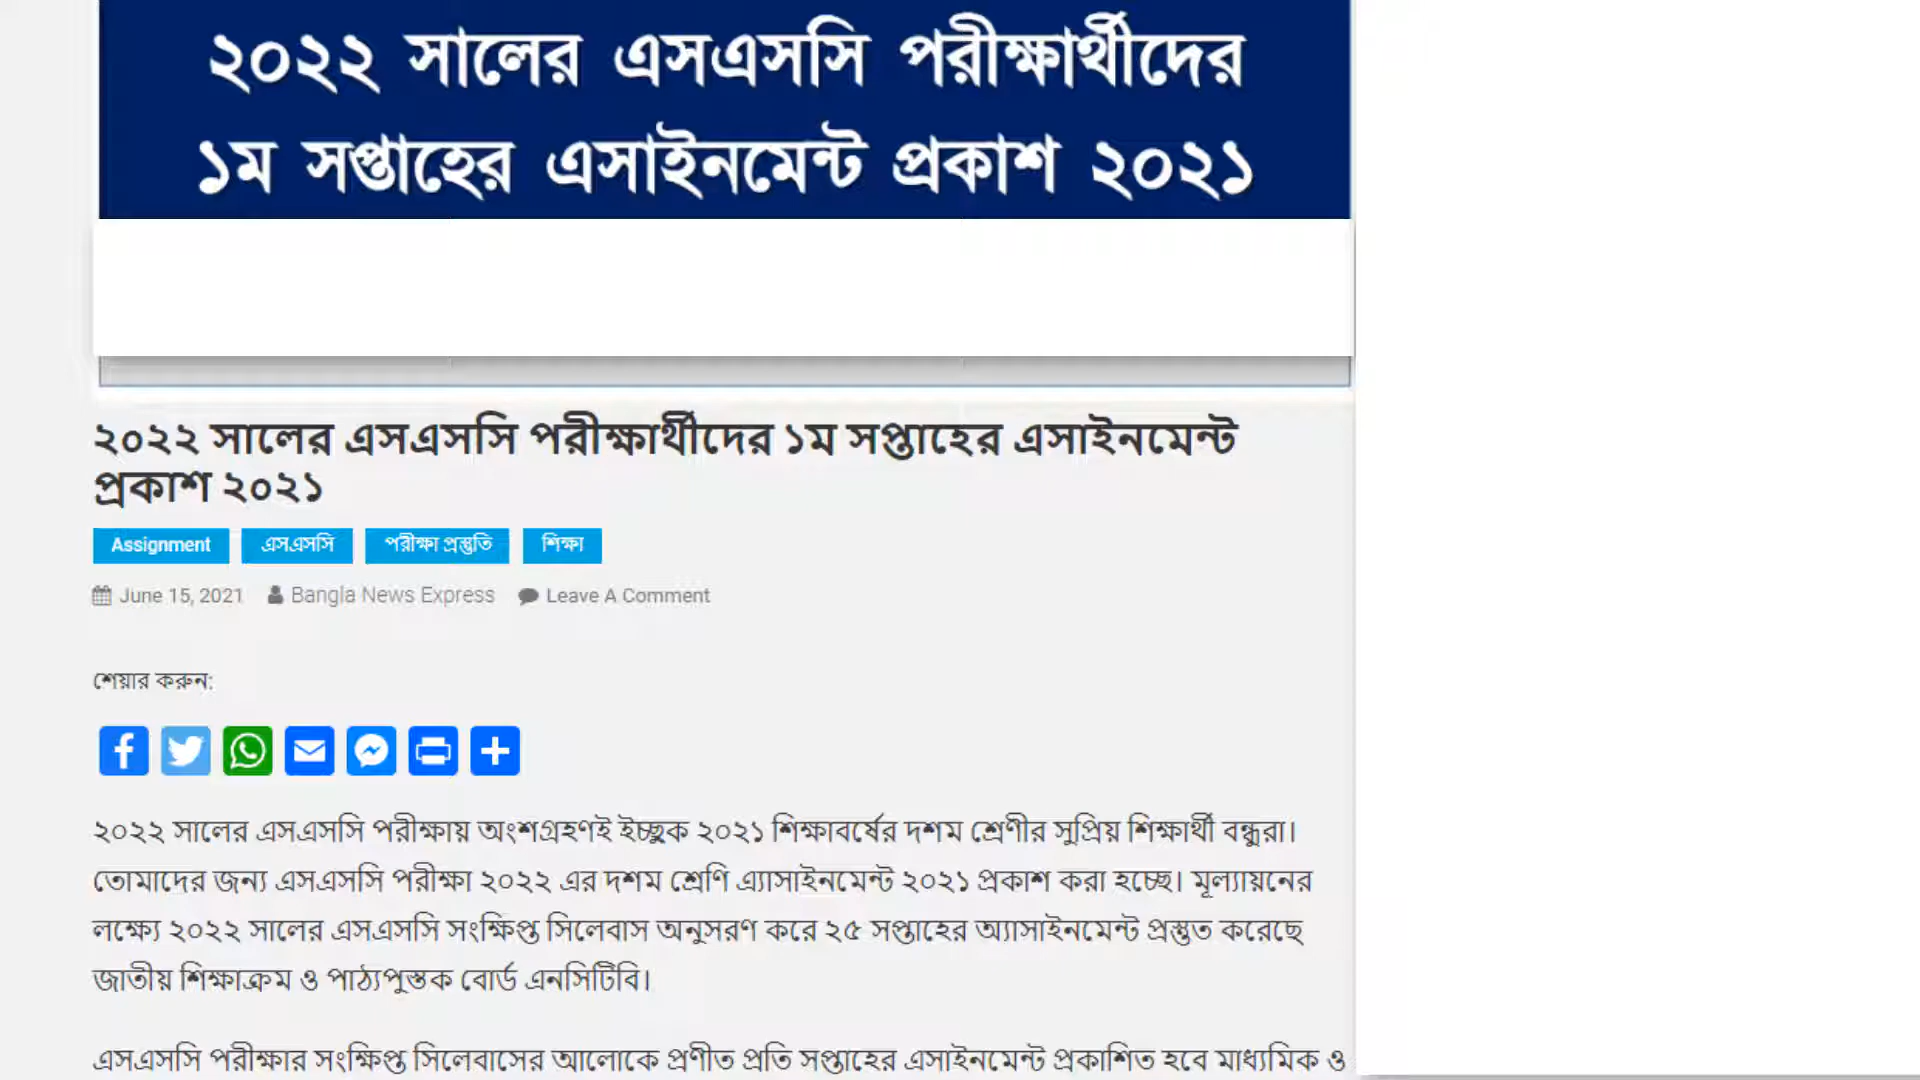 ২০২২ সালের এসএসসি পরীক্ষার্থীদের
১ম সপ্তাহের এসাইনমেন্ট প্রকাশ ২০২১
২০২২ সালের এসএসসি পরীক্ষার্থীদের ১ম সপ্তাহের এসাইনমেন্ট
প্রকাশ ২০২১
Assignment এসএসসি পরীক্ষা প্রস্তুতি শিক্ষা
June 15, 2021 Bangla News Express Leave A Comment
শেয়ার করুন:
২০২২ সালের এসএসসি পরীক্ষায় অংশগ্রহণই ইচ্ছুক ২০২১ শিক্ষাবর্ষের দশম শ্রেণীর সুপ্রিয় শিক্ষার্থী বন্ধুরা।
তোমাদের জন্য এসএসসি পরীক্ষা ২০২২ এর দশম শ্রেণি এ্যাসাইনমেন্ট ২০২১ প্রকাশ করা হচ্ছে। মূল্যায়নের
লক্ষ্যে ২০২২ সালের এসএসসি সংক্ষিপ্ত সিলেবাস অনুসরণ করে ২৫ সপ্তাহের অ্যাসাইনমেন্ট প্রস্তুত করেছে
জাতীয় শিক্ষাক্রম ও পাঠ্যপুস্তক বোর্ড এনসিটিবি।
এসএসসি পরীক্ষার সংক্ষিপ্ত সিলেবাসের আলোকে প্রণীত প্রতি সপ্তাহের এসাইনমেন্ট প্রকাশিত হবে মাধ্যমিক ও